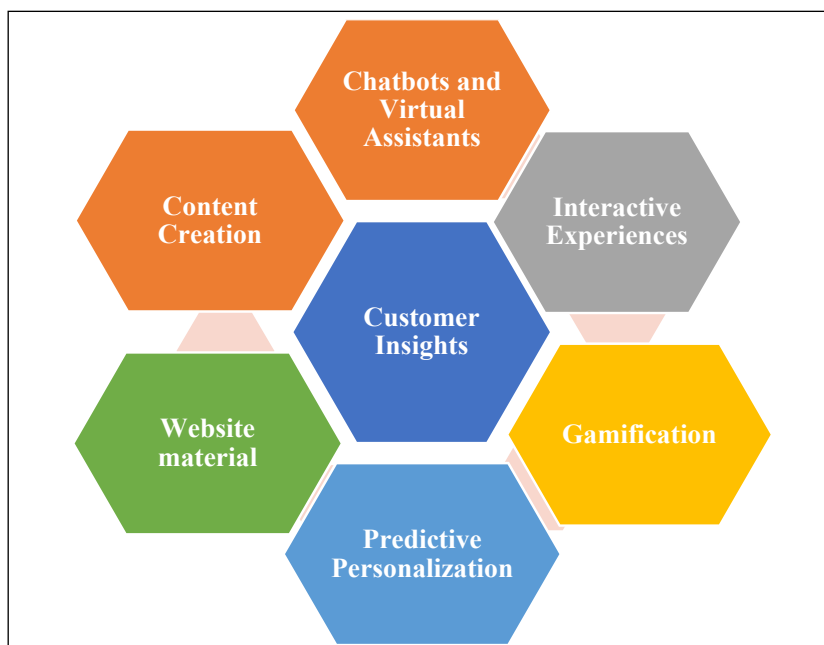 Chatbots and
Virtual
Assistants
Content
Creation
Interactive
Experiences
Customer
Insights
Website
material
Gamification
Predictive
Personalization